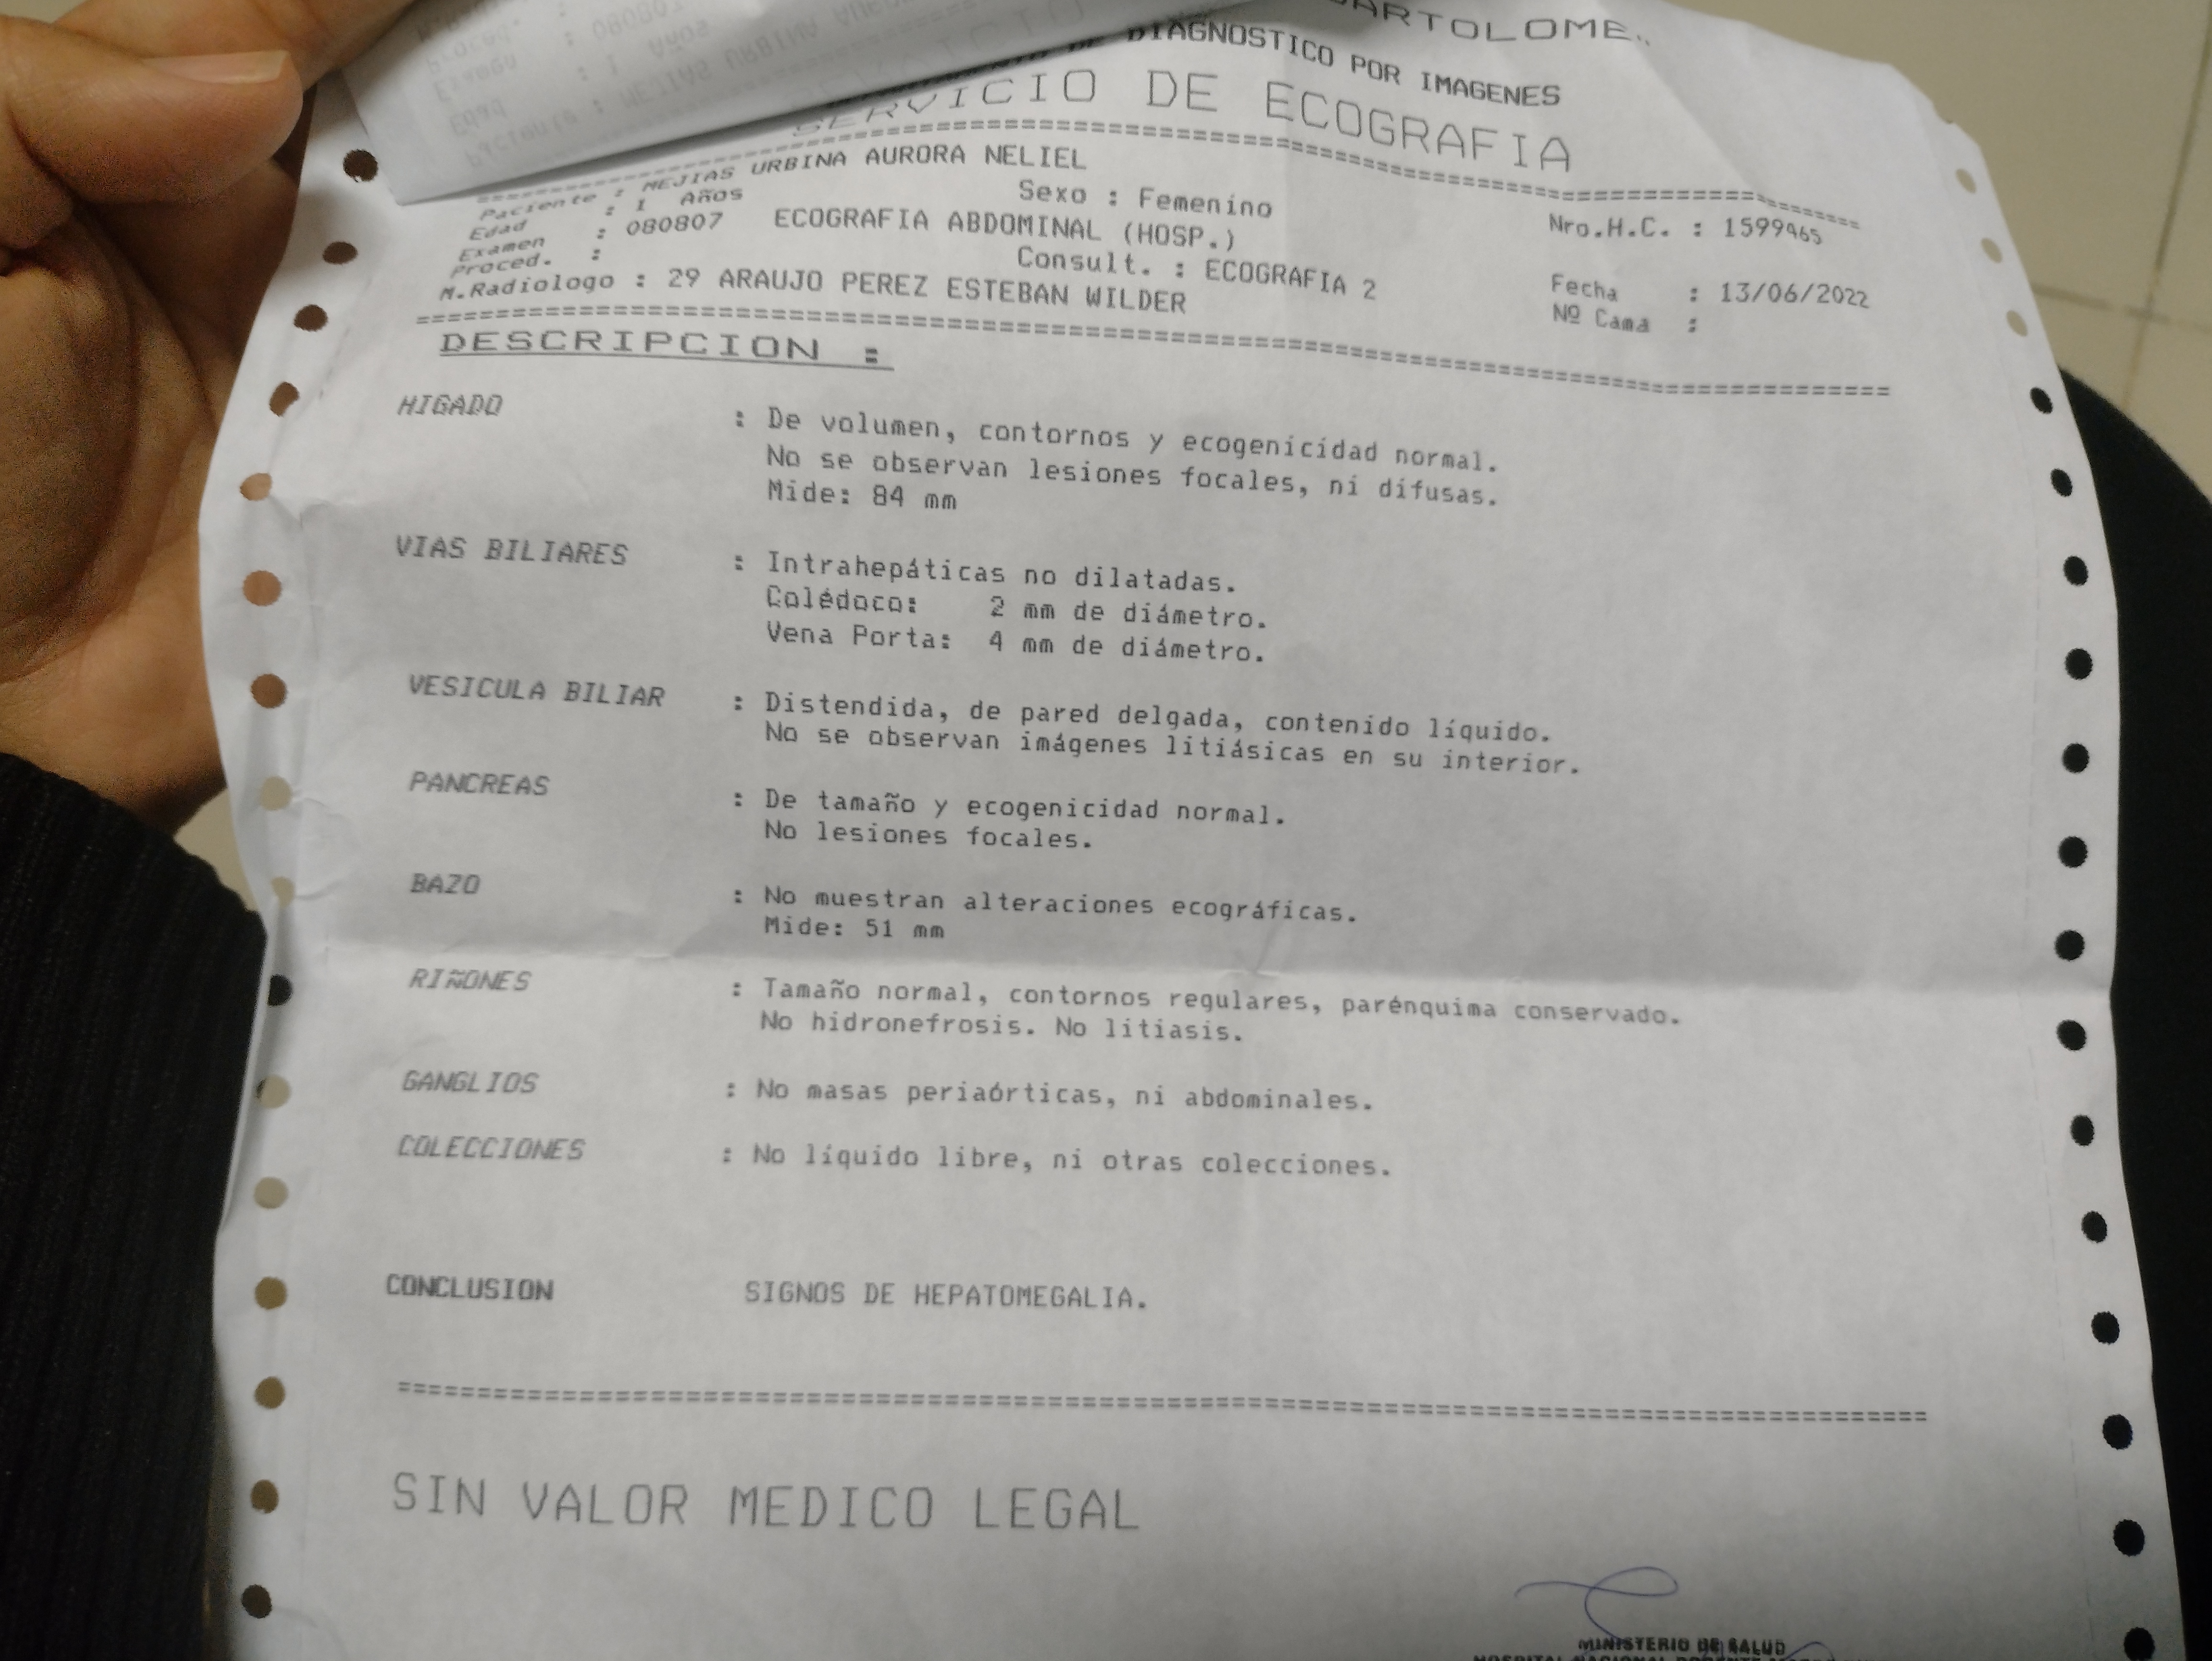 BARTOLOME..
DE DIAGNOSTICO POR IMAGENES
SERVICIO DE ECOGRAFIA
Paciente : MEJIAS URBINA AURORA NELIEL
Edad : 1 Años Sexo : Femenino Nro.H.C. : 1599465
Examen : 080807 ECOGRAFIA ABDOMINAL (HOSP.)
Proced. : Consult. : ECOGRAFIA 2 Fecha : 13/06/2022
M.Radiologo : 29 ARAUJO PEREZ ESTEBAN WILDER Nº Cama :
DESCRIPCION :
HIGADO : De volumen, contornos y ecogenicidad normal.
No se observan lesiones focales, ni difusas.
Mide: 84 mm
VIAS BILIARES : Intrahepáticas no dilatadas.
Colédoco: 2 mm de diámetro.
Vena Porta: 4 mm de diámetro.
VESICULA BILIAR : Distendida, de pared delgada, contenido líquido.
No se observan imágenes litiásicas en su interior.
PANCREAS : De tamaño y ecogenicidad normal.
No lesiones focales.
BAZO : No muestran alteraciones ecográficas.
Mide: 51 mm
RIÑONES : Tamaño normal, contornos regulares, parénquima conservado.
No hidronefrosis. No litiasis.
GANGLIOS : No masas periaórticas, ni abdominales.
COLECCIONES : No líquido libre, ni otras colecciones.
CONCLUSION SIGNOS DE HEPATOMEGALIA.
SIN VALOR MEDICO LEGAL
MINISTERIO DE SALUD
HOSPITAL NACIONAL DOCENTE